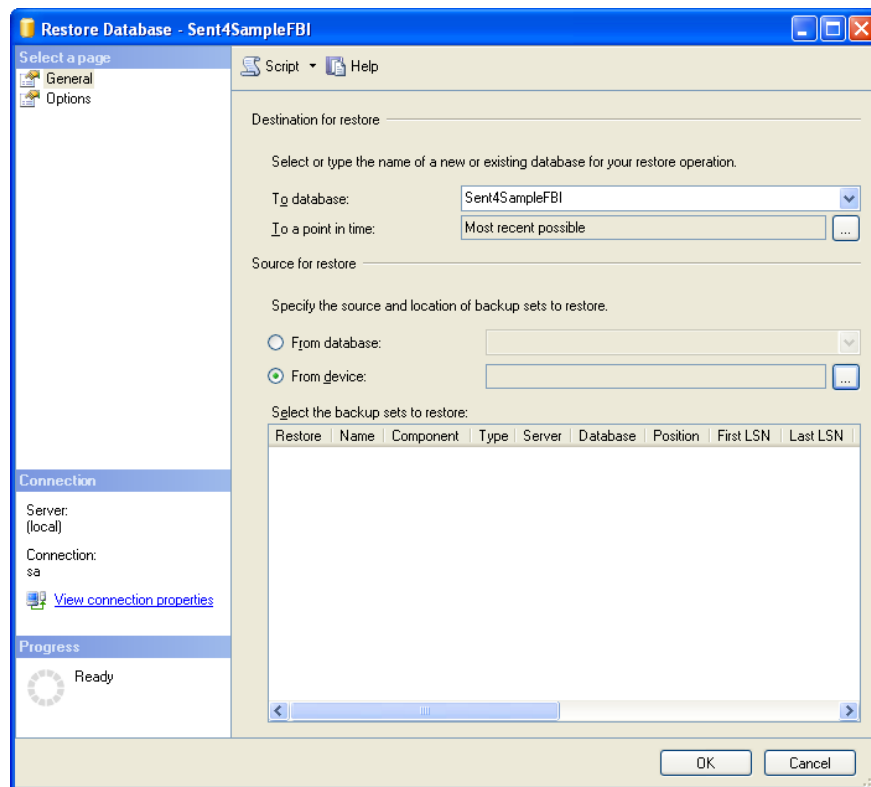 Restore Database - Sent4SampleFBI
Select a page
General
Options
Script Help
Destination for restore
Select or type the name of a new or existing database for your restore operation.
To database: Sent4SampleFBI
To a point in time: Most recent possible ...
Source for restore
Specify the source and location of backup sets to restore.
From database:
From device: ...
Select the backup sets to restore:
Restore Name Component Type Server Database Position First LSN Last LSN
Connection
Server:
(local)
Connection:
sa
View connection properties
Progress
Ready
OK Cancel